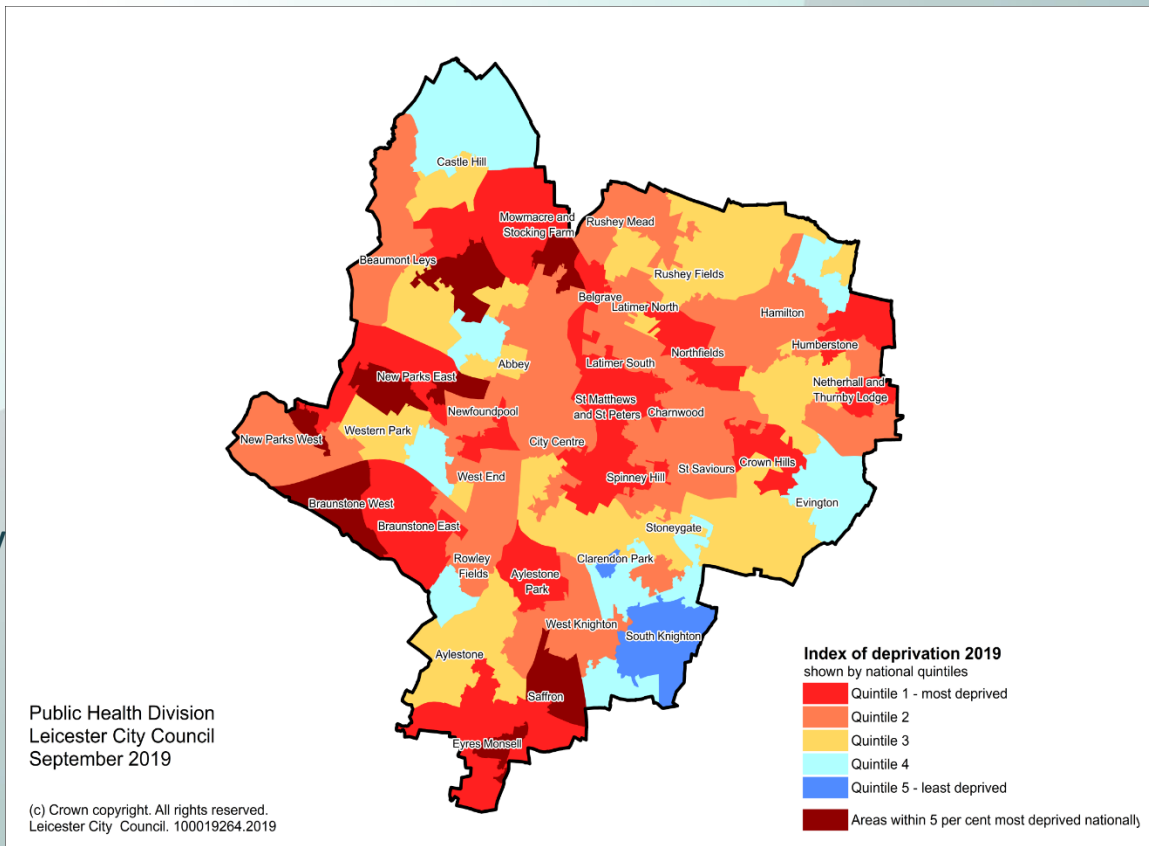 Castle Hill
Mowmacre and
Stocking Farm
Rushey Mead
Beaumont Leys
Rushey Fields
Belgrave
Latimer North
Hamilton
Humberstone
Northfields
Latimer South
Abbey
New Parks East
Netherhall and
Thurnby Lodge
St Matthews
and St Peters
Charnwood
Newfoundpool
Western Park
New Parks West
City Centre
West End
Spinney Hill
St Saviours
Crown Hills
Braunstone West
Evington
Braunstone East
Stoneygate
Clarendon Park
Rowley
Fields
Aylestone
Park
West Knighton
South Knighton
Aylestone
Saffron
Eyres Monsell
Index of deprivation 2019
shown by national quintiles
Quintile 1 - most deprived
Quintile 2
Quintile 3
Quintile 4
Quintile 5 - least deprived
Areas within 5 per cent most deprived nationally
Public Health Division
Leicester City Council
September 2019
(c) Crown copyright. All rights reserved.
Leicester City Council. 100019264.2019